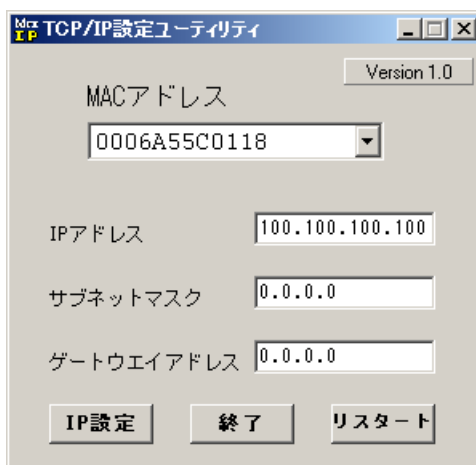 Mac IP TCP/IP設定ユーティリティ
Version 1.0
MACアドレス
0006A55C0118
IPアドレス 100.100.100.100
サブネットマスク 0.0.0.0
ゲートウエイアドレス 0.0.0.0
IP設定 終了 リスタート